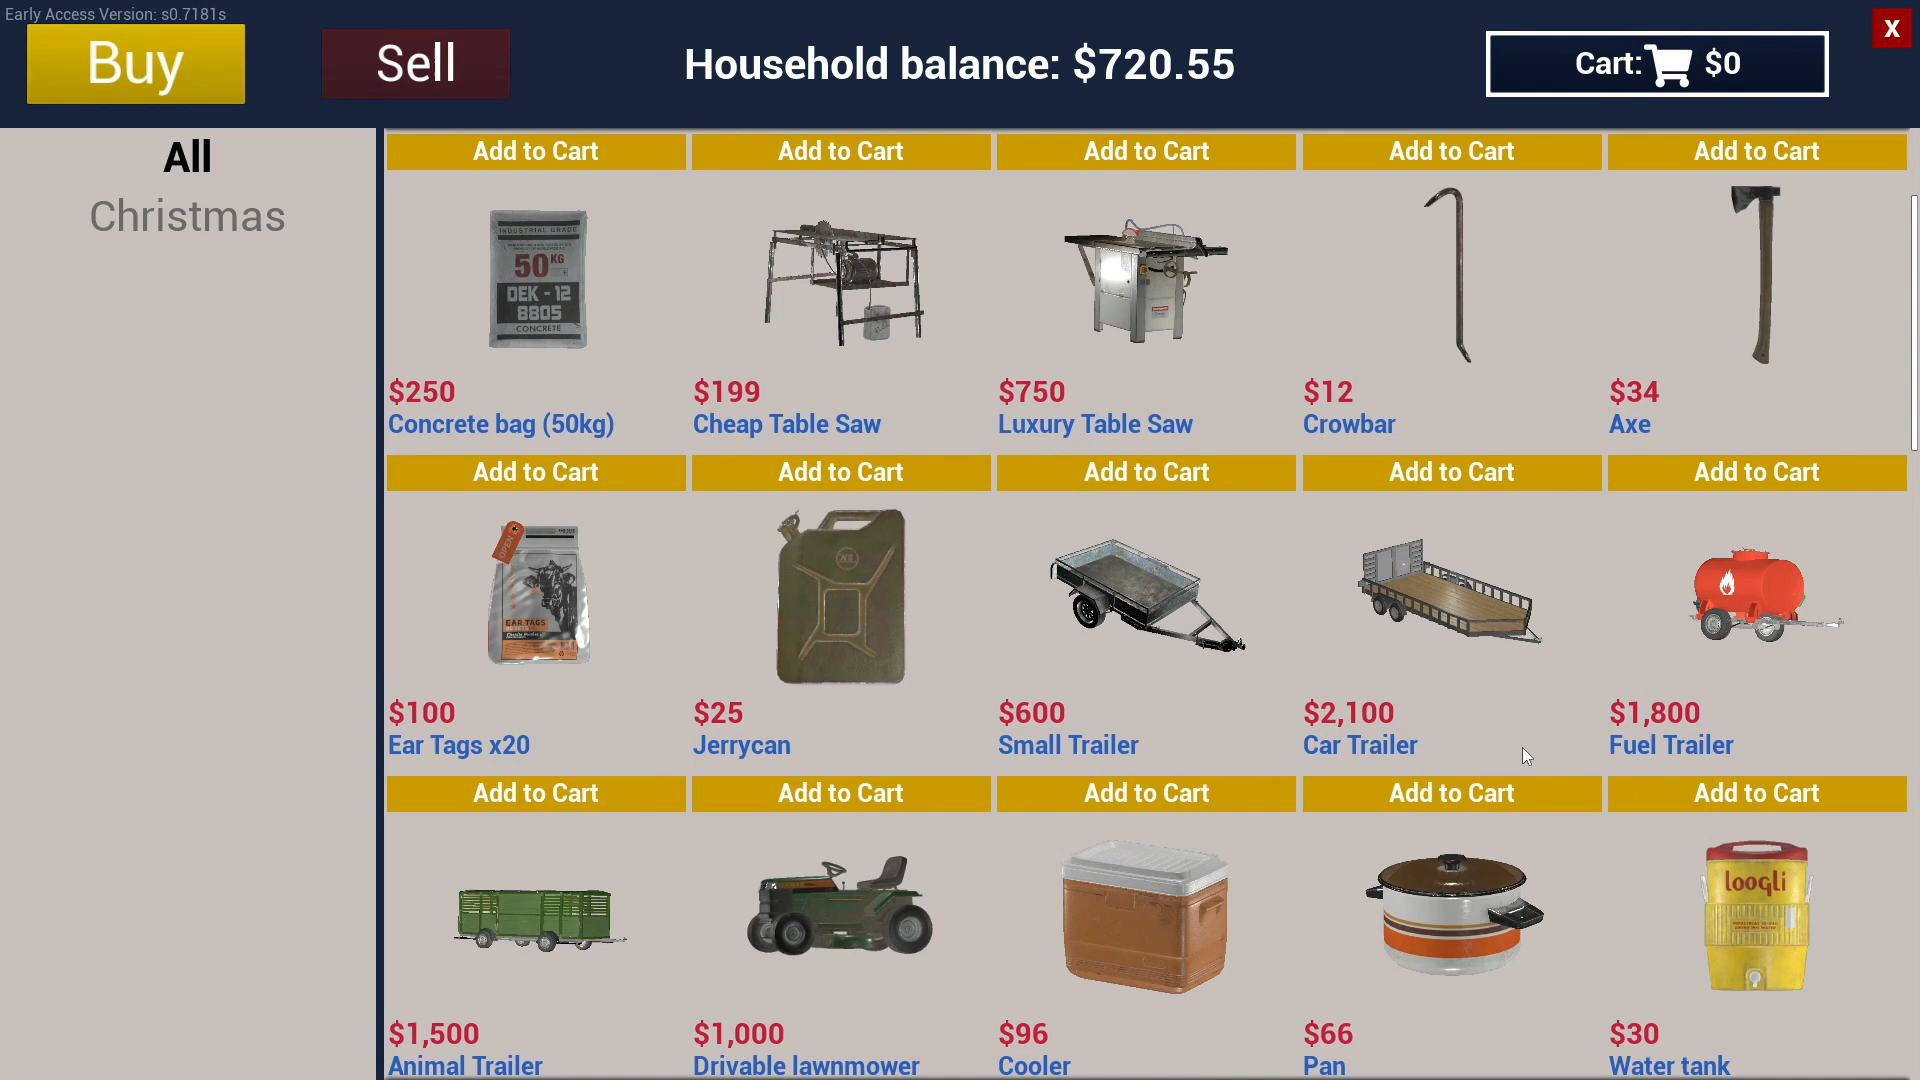 Early Access Version: s0.7181s
Buy
Sell
Household balance: $720.55
Cart: $0
X
All
Christmas
Add to Cart Add to Cart Add to Cart Add to Cart Add to Cart
INDUSTRIAL GRADE
50 KG
DEK - 12
8805
CONCRETE
$250 $199 $750 $12 $34
Concrete bag (50kg) Cheap Table Saw Luxury Table Saw Crowbar Axe
Add to Cart Add to Cart Add to Cart Add to Cart Add to Cart
OPEN
EAR TAGS
$100 $25 $600 $2,100 $1,800
Ear Tags x20 Jerrycan Small Trailer Car Trailer Fuel Trailer
Add to Cart Add to Cart Add to Cart Add to Cart Add to Cart
loogli
$1,500 $1,000 $96 $66 $30
Animal Trailer Drivable lawnmower Cooler Pan Water tank